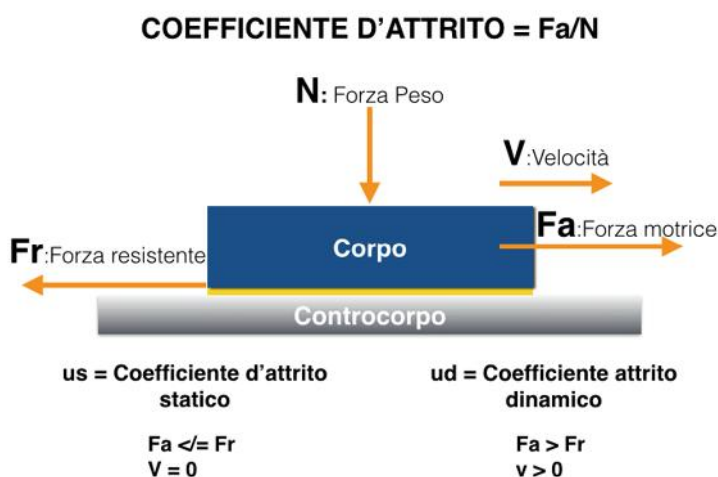 COEFFICIENTE D'ATTRITO = Fa/N
N: Forza Peso
V:Velocità
Fa:Forza motrice
Fr:Forza resistente
Corpo
Controcorpo
us = Coefficiente d'attrito
statico
Fa </= Fr
V = 0
ud = Coefficiente attrito
dinamico
Fa > Fr
v > 0